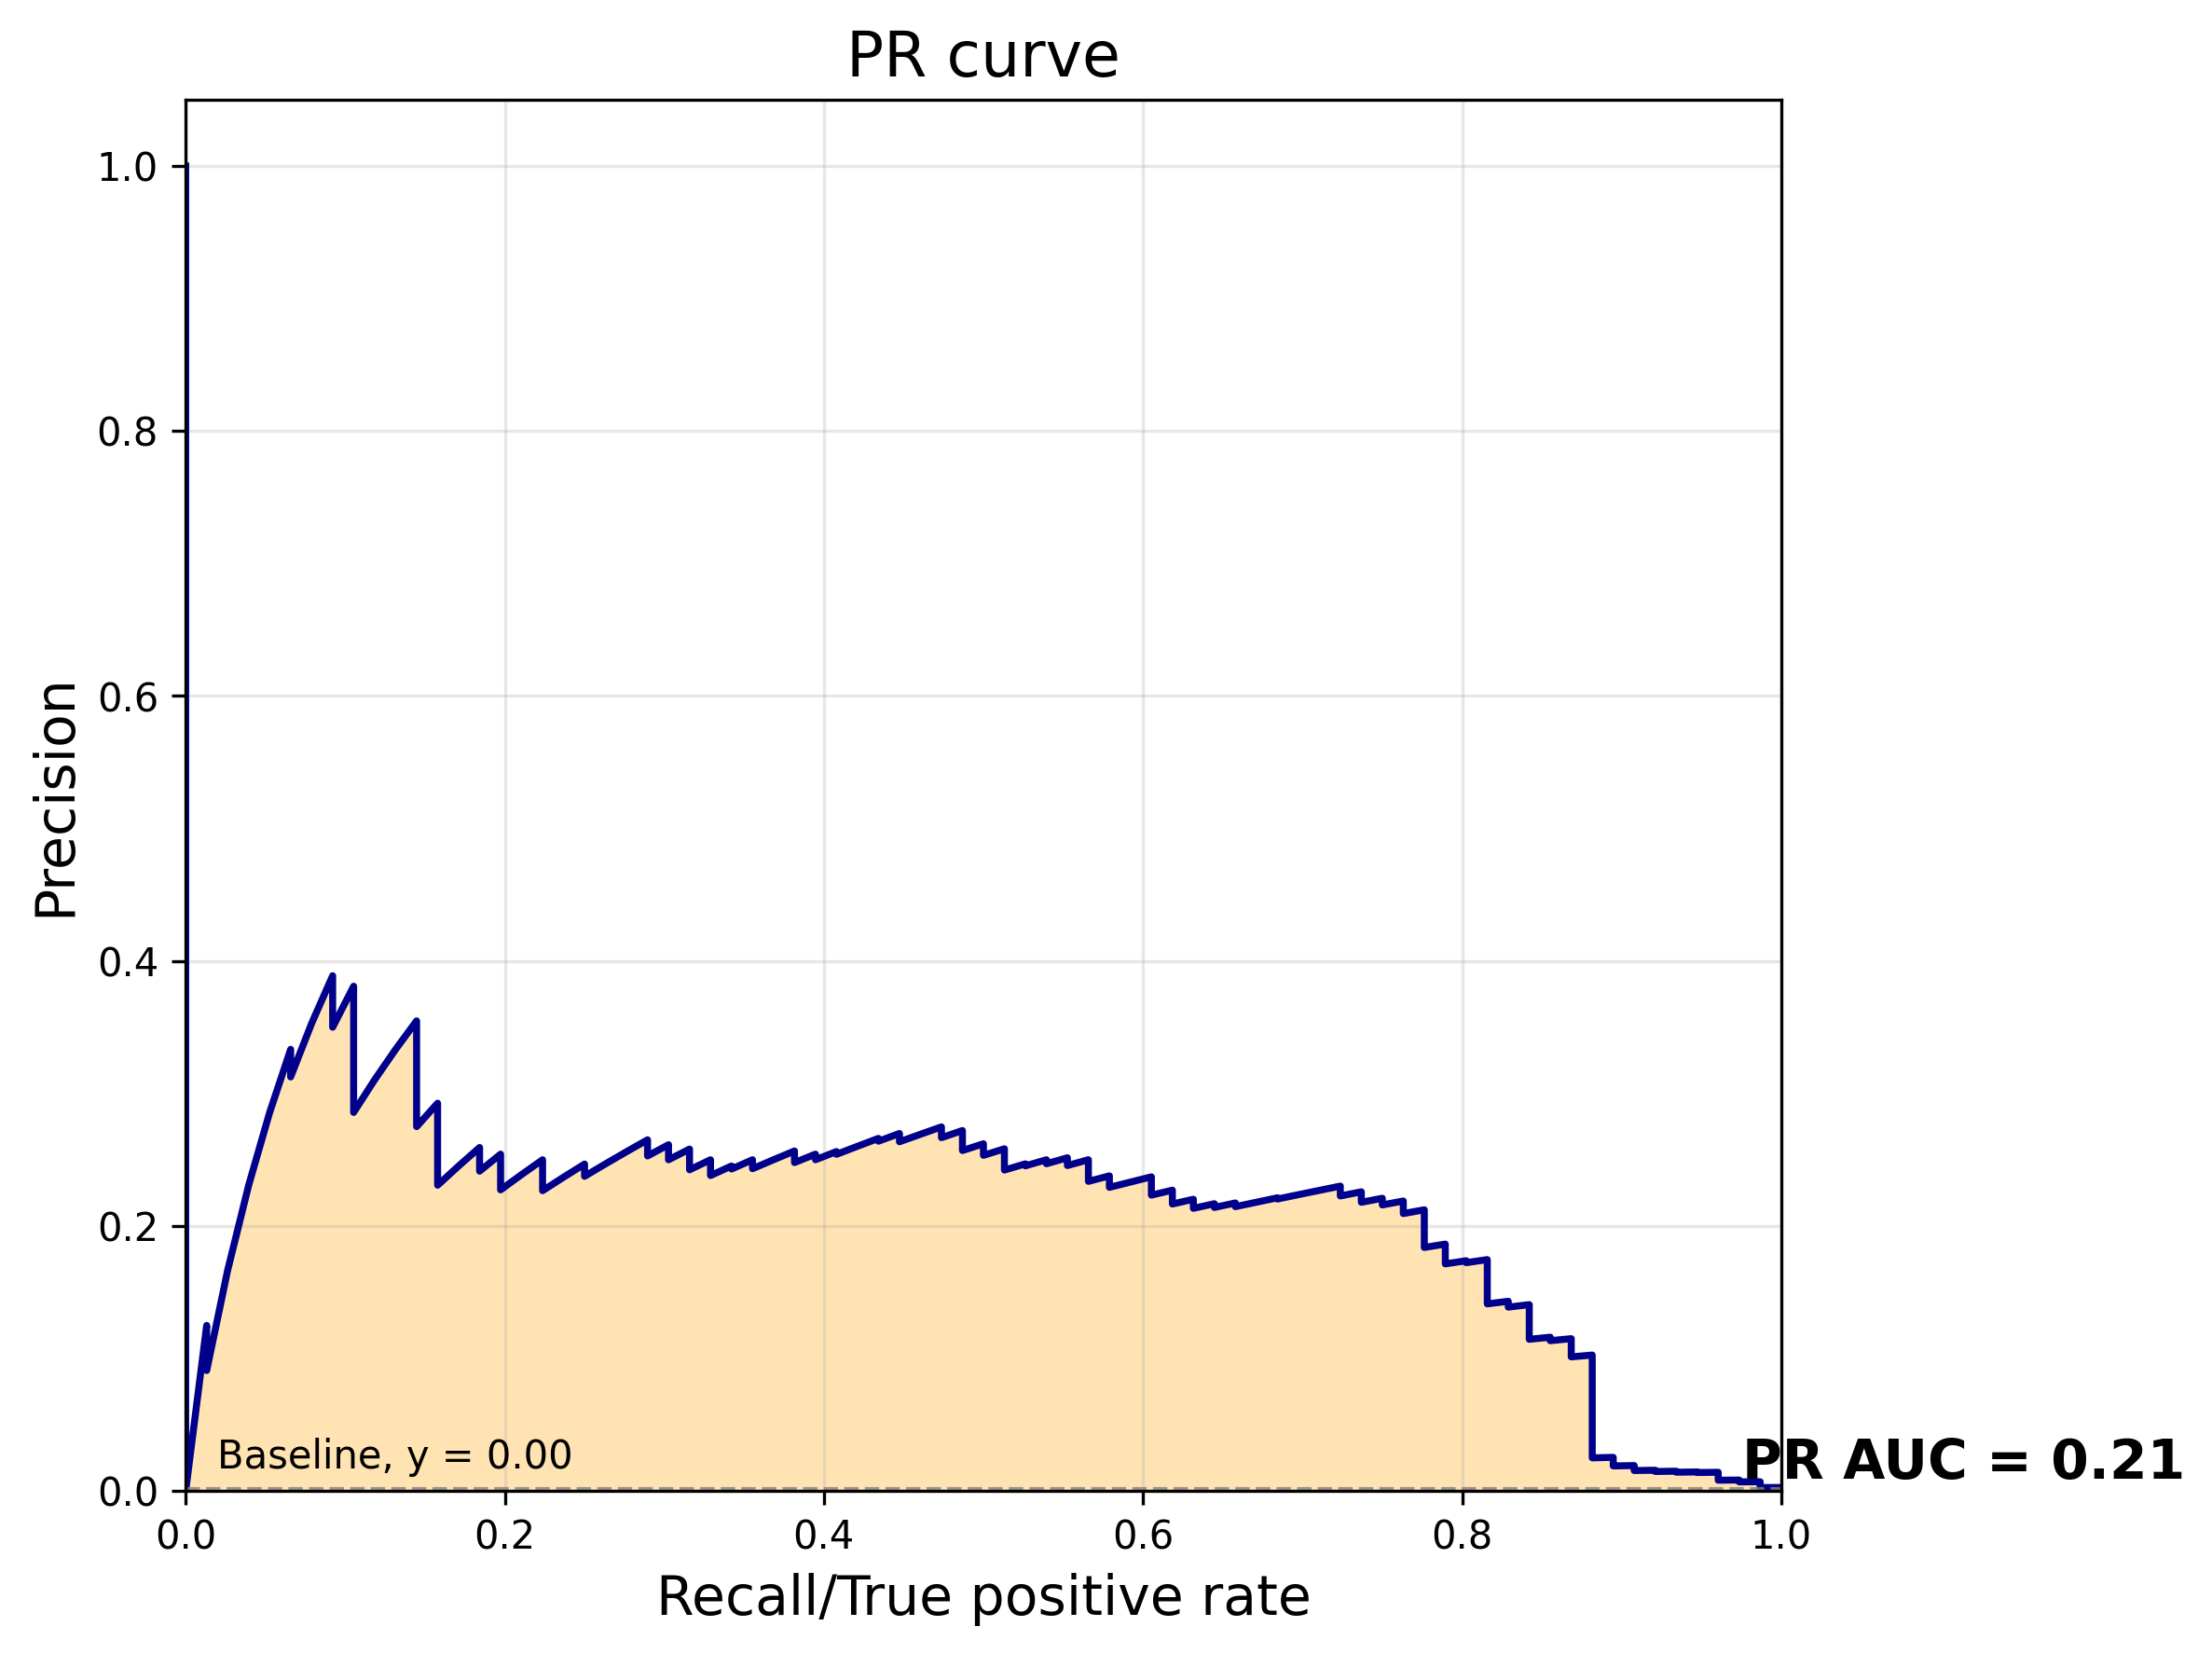 PR curve
1.0
0.8
0.6
0.4
0.2
0.0
Precision
Baseline, y = 0.00
PR AUC = 0.21
0.0 0.2 0.4 0.6 0.8 1.0
Recall/True positive rate